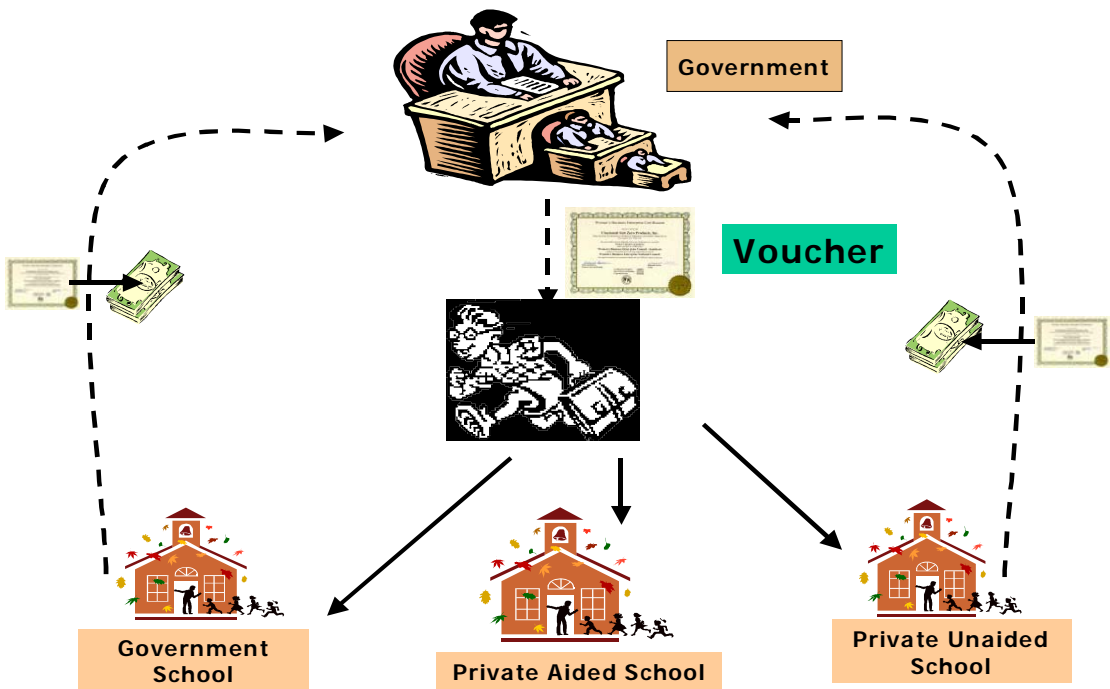 Government
Voucher
Government
School
Private Aided School
Private Unaided
School